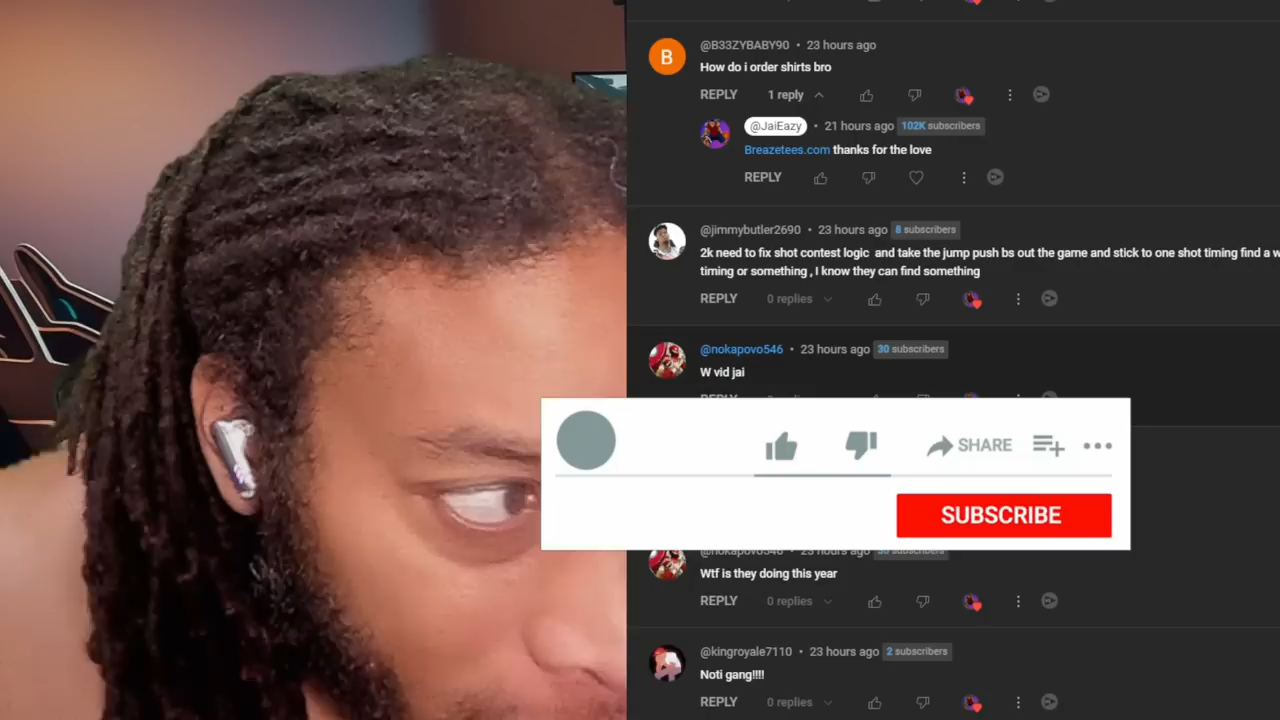 @B33ZYBABY90 • 23 hours ago
How do i order shirts bro
REPLY 1 reply
@JaiEazy • 21 hours ago 102K subscribers
Breazetees.com thanks for the love
REPLY
@jimmybutler2690 • 23 hours ago 8 subscribers
2k need to fix shot contest logic and take the jump push bs out the game and stick to one shot timing find a
timing or something , I know they can find something
REPLY 0 replies
@nokapovo546 • 23 hours ago 30 subscribers
W vid jai
SHARE
SUBSCRIBE
@nokapovo546 • 23 hours ago 30 subscribers
Wtf is they doing this year
REPLY 0 replies
@kingroyale7110 • 23 hours ago 2 subscribers
Noti gang!!!!
REPLY 0 replies
B